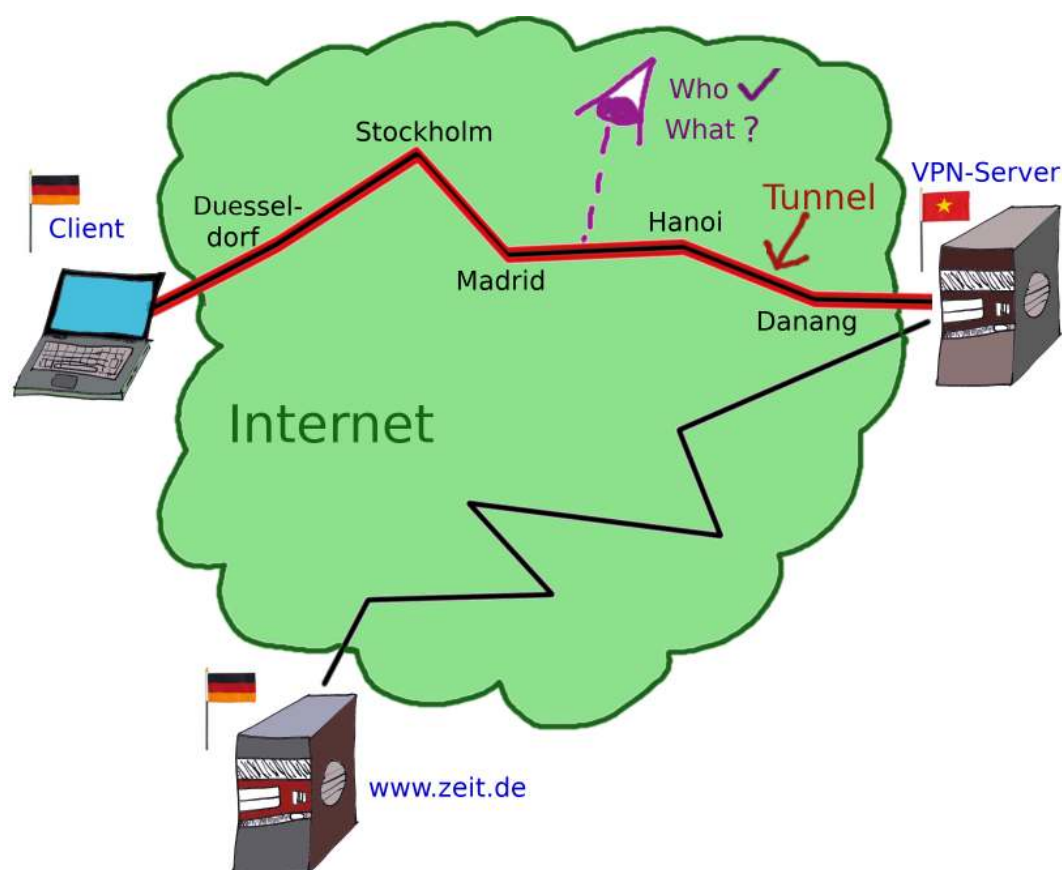 Who ✓
What ?
Stockholm
VPN-Server
Tunnel
Duessel-
dorf
Client
Hanoi
Madrid
Danang
Internet
www.zeit.de